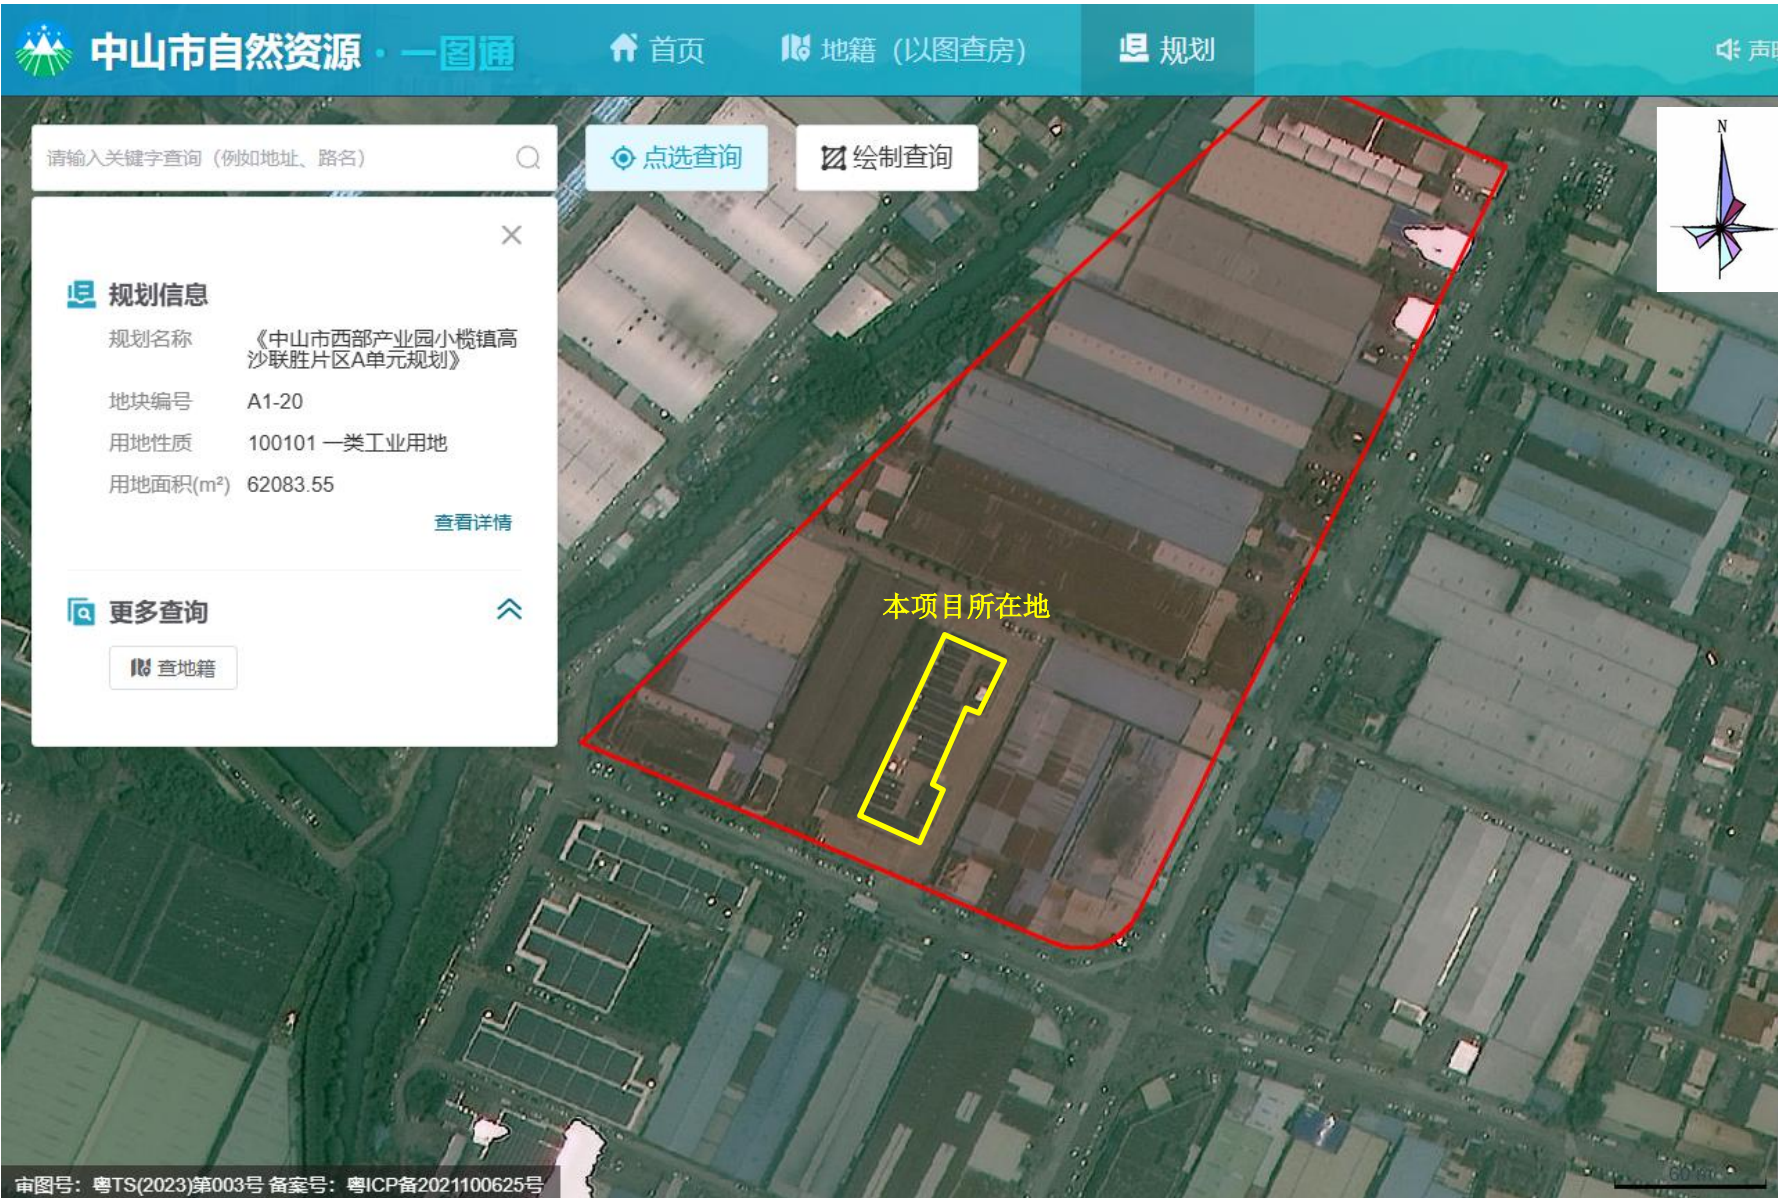 中山市自然资源·一图通
首页
地籍（以图查房）
规划
声
请输入关键字查询（例如地址、路名）
点选查询
绘制查询
N
规划信息
规划名称
《中山市西部产业园小榄镇高
沙联胜片区A单元规划》
地块编号
A1-20
用地性质
100101 一类工业用地
用地面积(m²)
62083.55
查看详情
更多查询
查地籍
本项目所在地
60 m
审图号：粤TS(2023)第003号 备案号：粤ICP备2021100625号